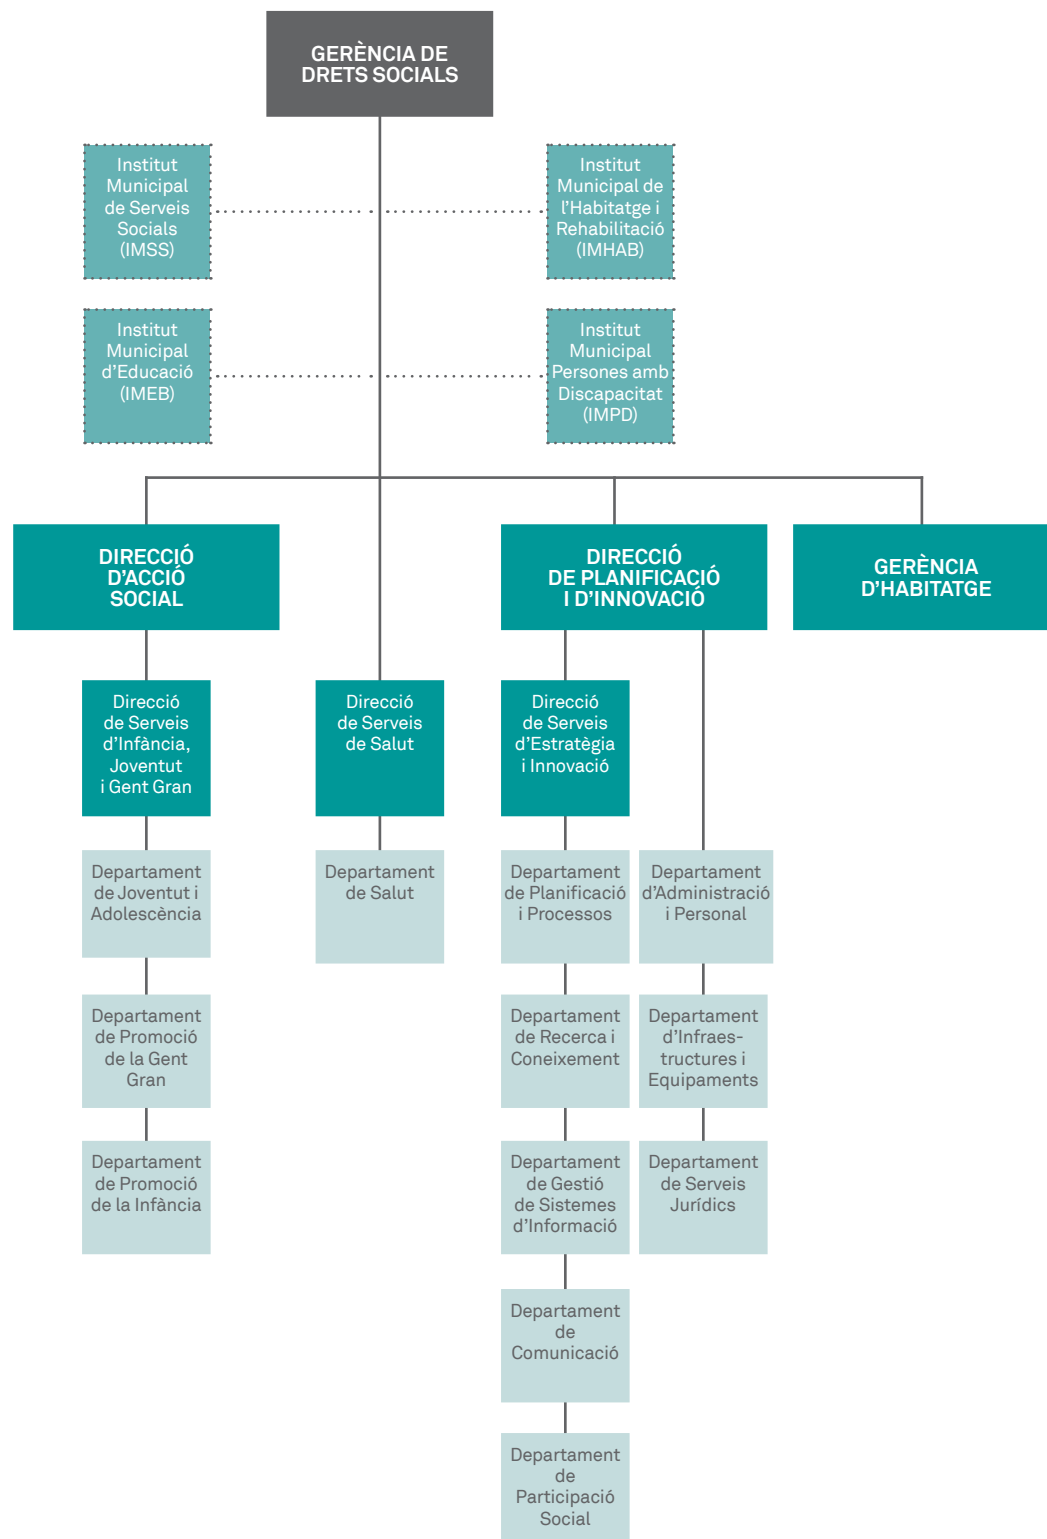 GERÈNCIA DE
DRETS SOCIALS
Institut
Municipal
de Serveis
Socials
(IMSS)
Institut
Municipal de
l’Habitatge i
Rehabilitació
(IMHAB)
Institut
Municipal
d’Educació
(IMEB)
Institut
Municipal
Persones amb
Discapacitat
(IMPD)
DIRECCIÓ
D’ACCIÓ
SOCIAL
DIRECCIÓ
DE PLANIFICACIÓ
I D’INNOVACIÓ
GERÈNCIA
D’HABITATGE
Direcció
de Serveis
d’Infància,
Joventut
i Gent Gran
Direcció
de Serveis
de Salut
Direcció
de Serveis
d’Estratègia
i Innovació
Departament
de Joventut i
Adolescència
Departament
de Salut
Departament
de Planificació
i Processos
Departament
d’Administració
i Personal
Departament
de Promoció
de la Gent
Gran
Departament
de Recerca i
Coneixement
Departament
d’Infraes-
tructures i
Equipaments
Departament
de Promoció
de la Infància
Departament
de Gestió
de Sistemes
d’Informació
Departament
de Serveis
Jurídics
Departament
de
Comunicació
Departament
de
Participació
Social